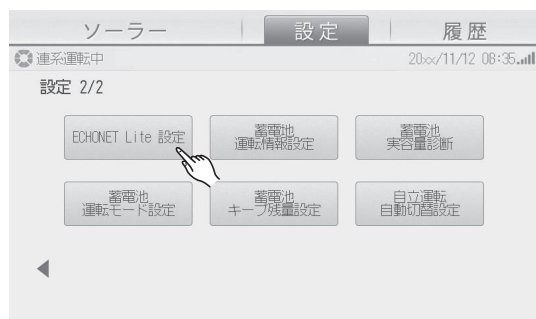 ソーラー 設定 履歴
連系運転中 20xx/11/12 08:35
設定 2/2
ECHONET Lite 設定
蓄電地
運転情報設定
蓄電池
実容量診断
蓄電池
運転モード設定
蓄電池
キープ残量設定
自立運転
自動切替設定